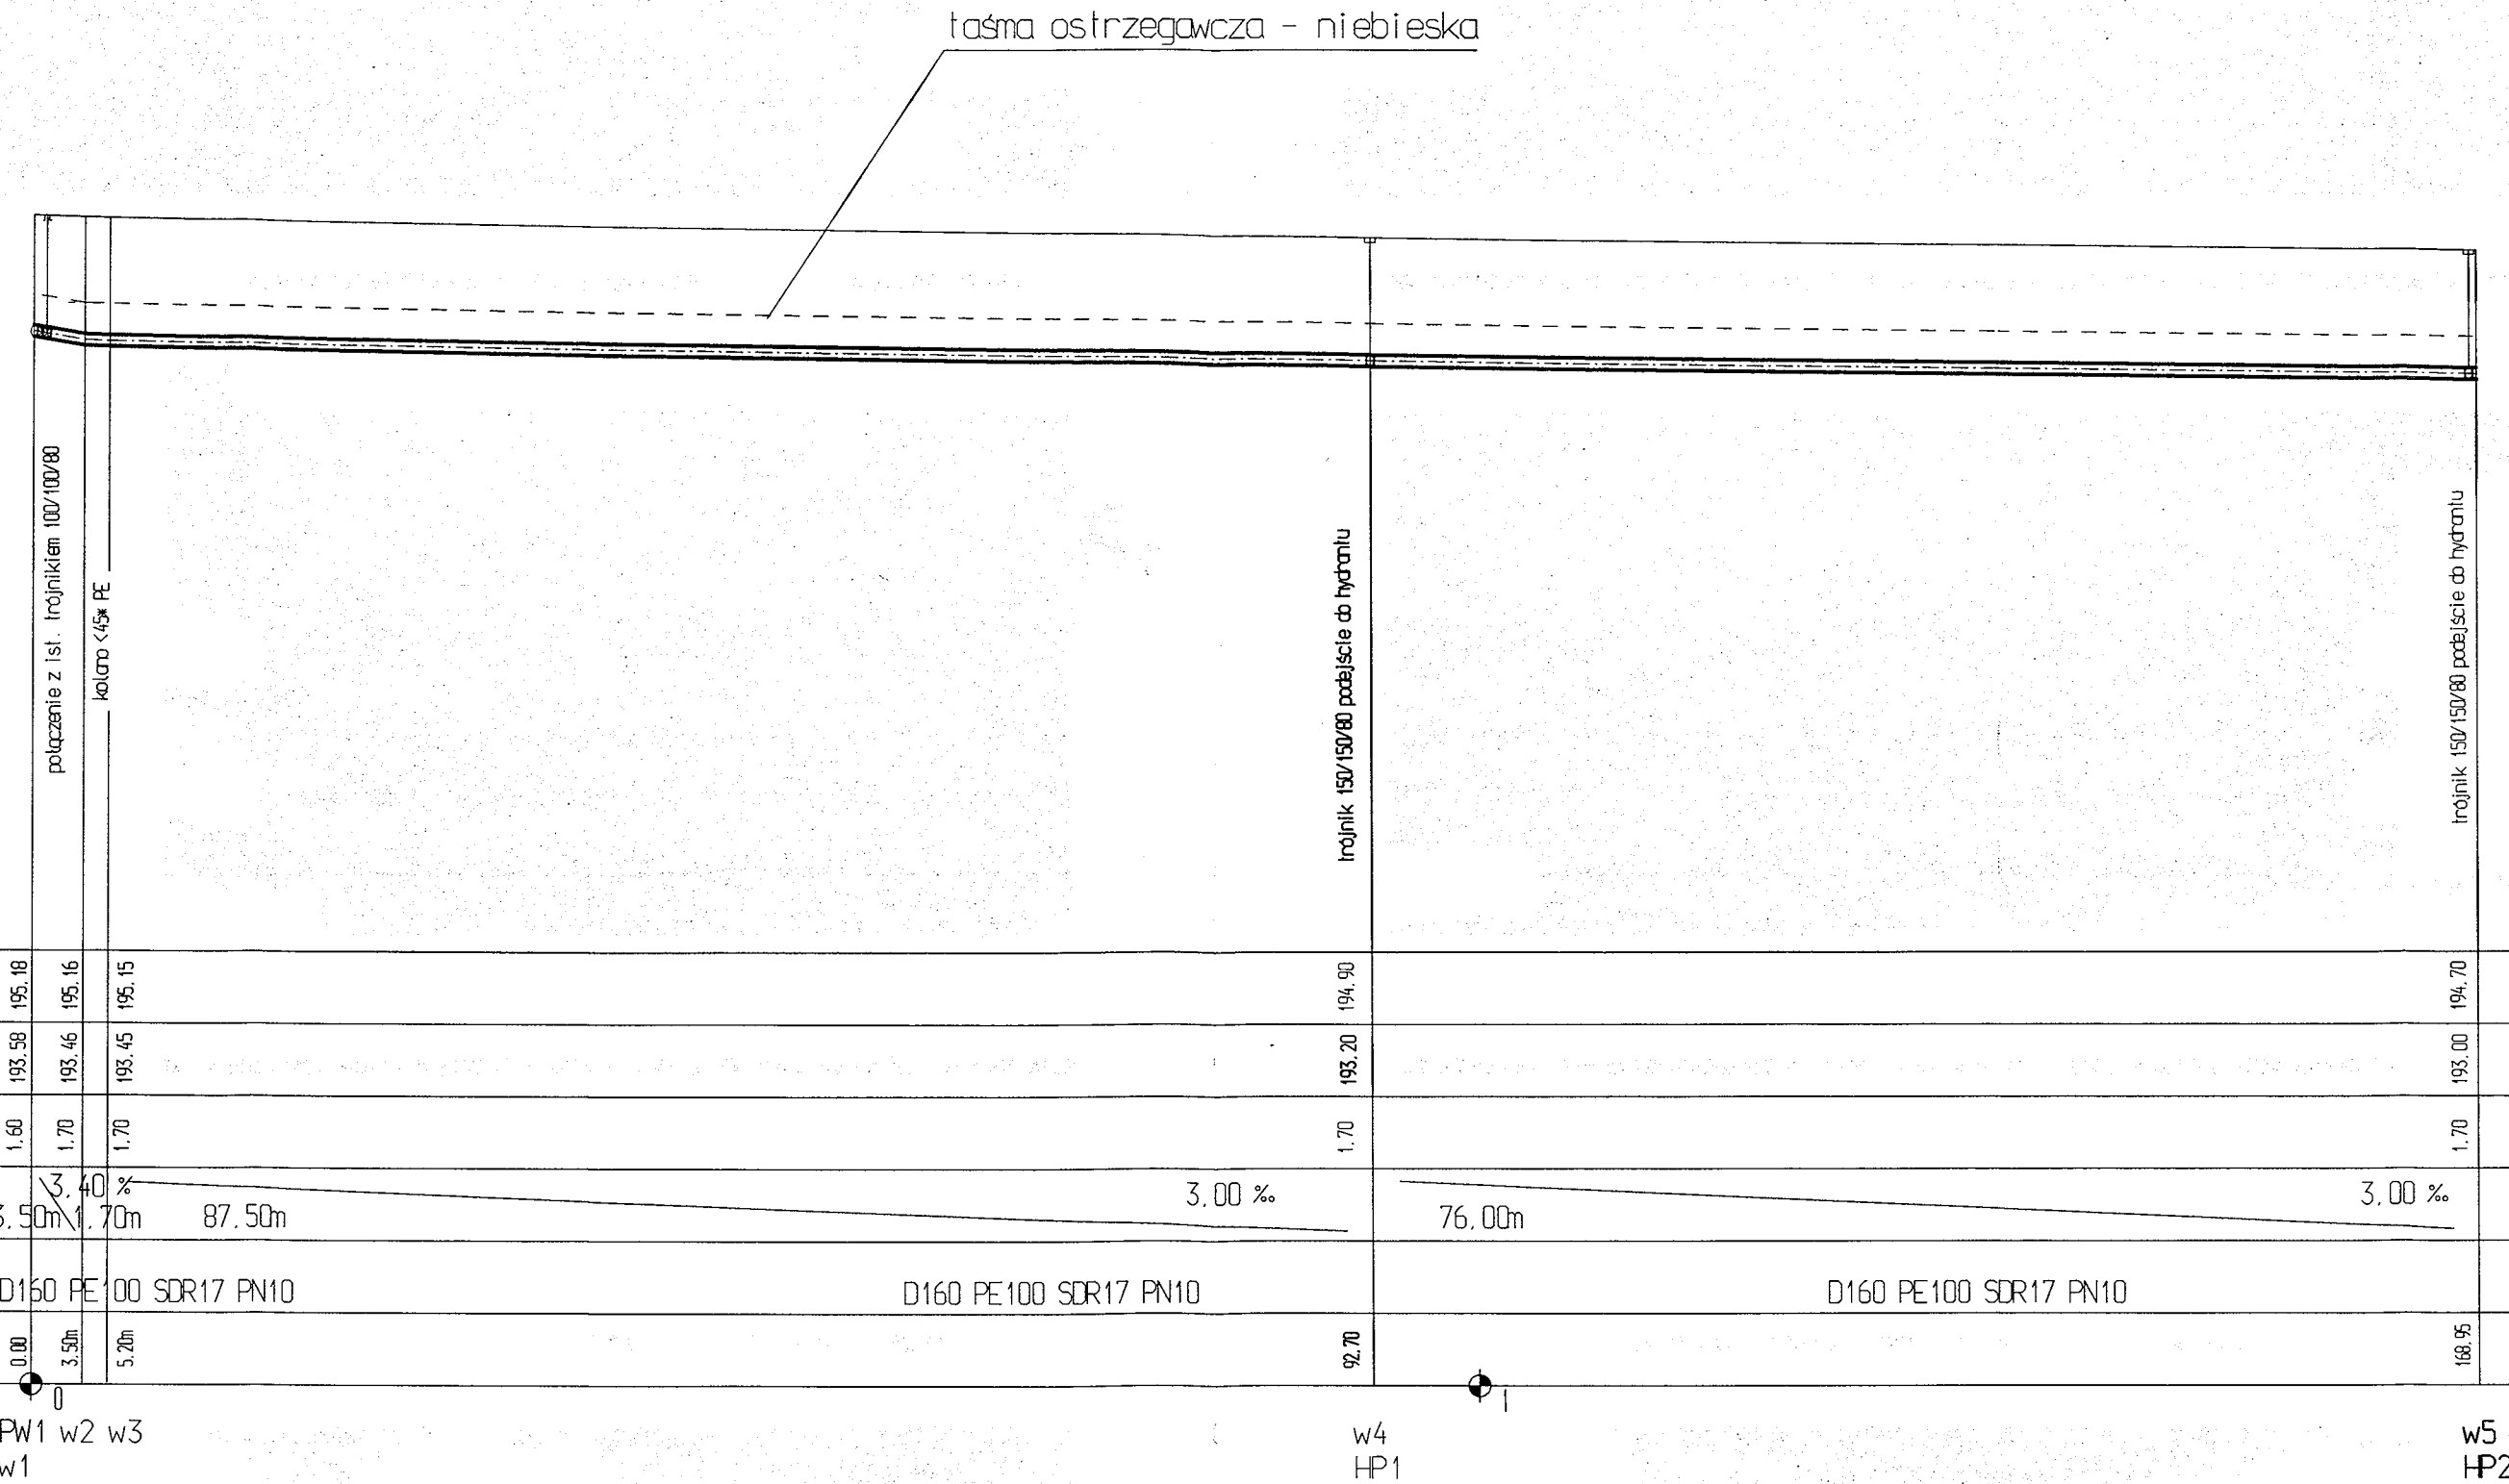 taśma ostrzegawcza - niebieska
połączenie z ist. trójnikiem 100/100/80
kolano <45* PE
trójnik 150/150/80 podejście do hydrantu
trójnik 150/150/80 podejście do hydrantu
195.18 195.16 195.15 194.90 194.70
193.58 193.46 193.45 193.20 193.00
1.60 1.70 1.70 1.70 1.70
3.40 % 3.00 ‰ 3.00 ‰
3.50m 1.70m 87.50m 76.00m
D160 PE100 SDR17 PN10 D160 PE100 SDR17 PN10 D160 PE100 SDR17 PN10
0.00 3.50m 5.20m 92.70 168.95
0 1
PW1 w2 w3 w4 w5
w1 HP1 HP2